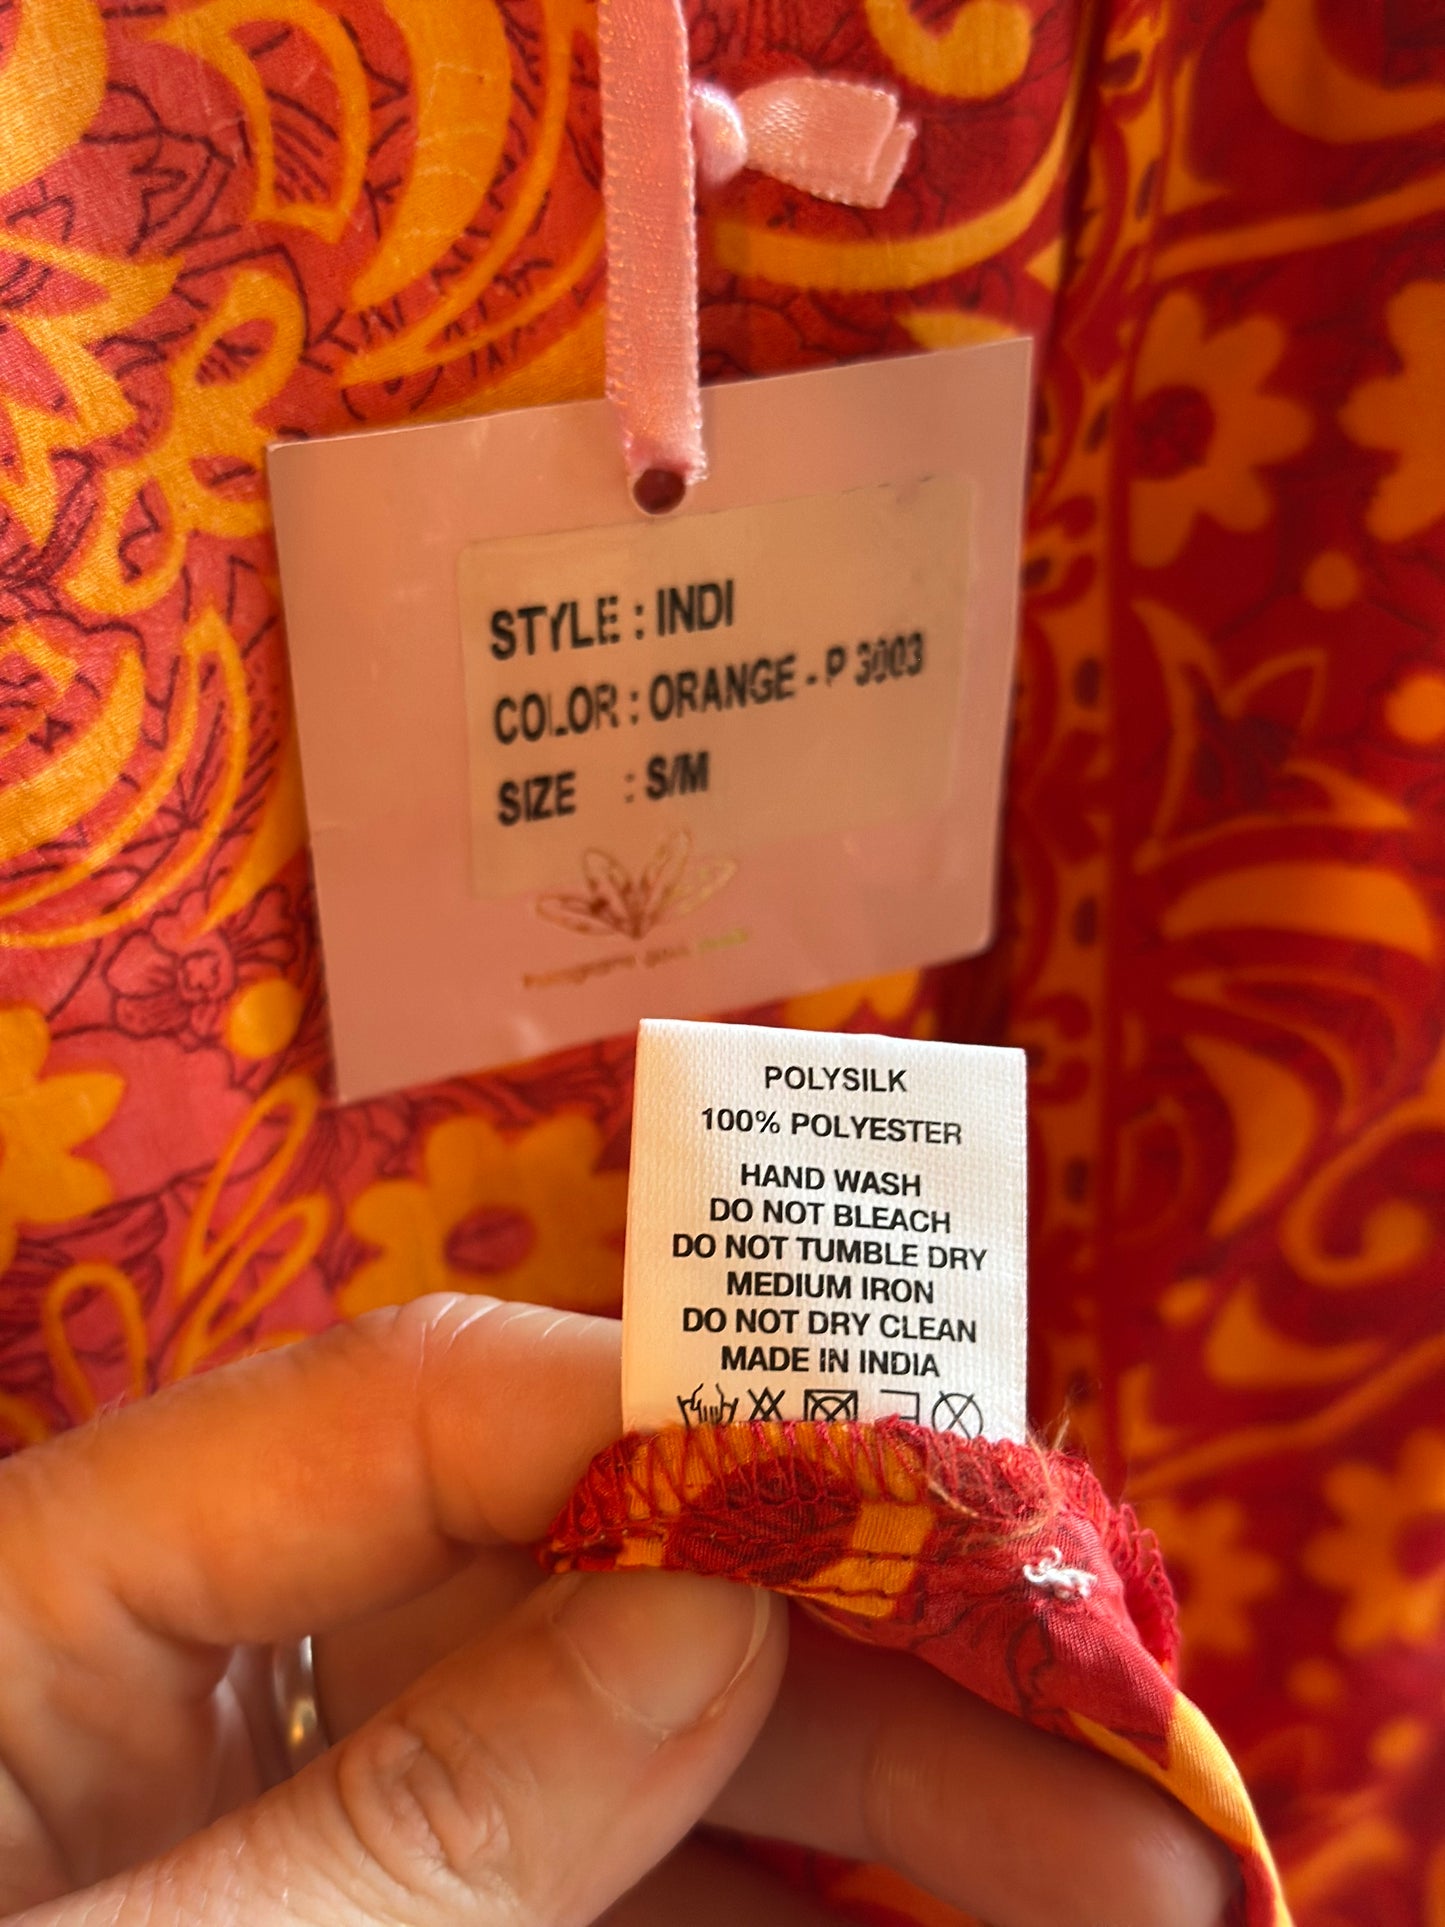 STYLE : INDI
COLOR : ORANGE - P 3003
SIZE : S/M
POLYSILK
100% POLYESTER
HAND WASH
DO NOT BLEACH
DO NOT TUMBLE DRY
MEDIUM IRON
DO NOT DRY CLEAN
MADE IN INDIA